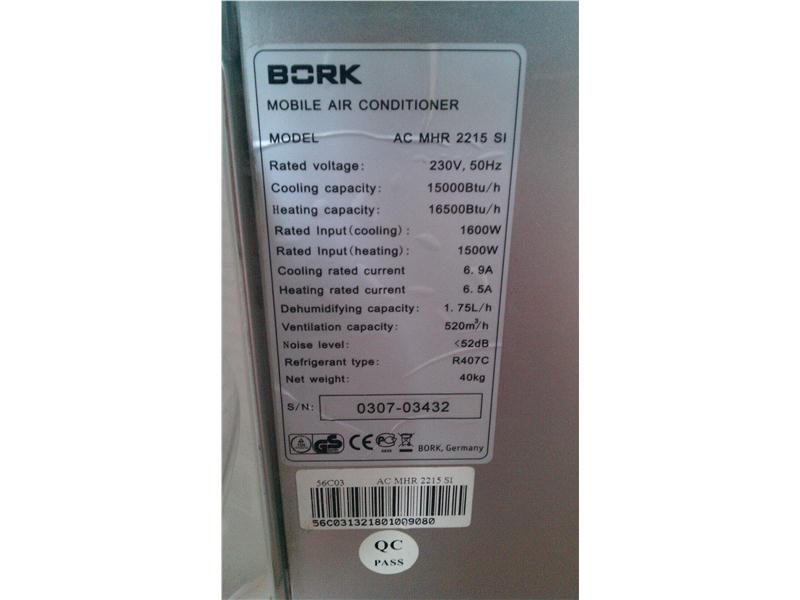 BORK
MOBILE AIR CONDITIONER
MODEL AC MHR 2215 SI
Rated voltage: 230V, 50Hz
Cooling capacity: 15000Btu/h
Heating capacity: 16500Btu/h
Rated Input(cooling): 1600W
Rated Input(heating): 1500W
Cooling rated current 6. 9A
Heating rated current 6. 5A
Dehumidifying capacity: 1. 75L/h
Ventilation capacity: 520m³/h
Noise level: <52dB
Refrigerant type: R407C
Net weight: 40kg
S/N: 0307-03432
GS CE BORK, Germany
56C03 AC MHR 2215 SI
56C031321801009080
QC
PASS